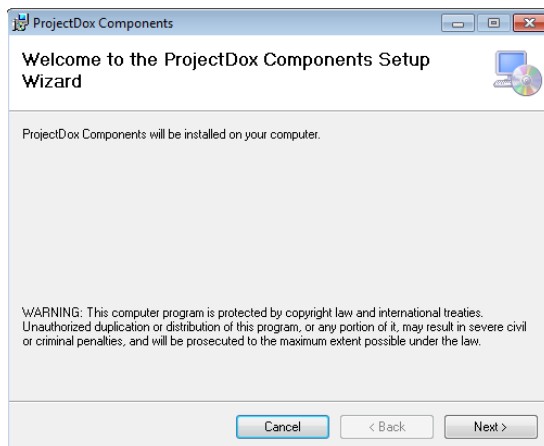 ProjectDox Components
Welcome to the ProjectDox Components Setup
Wizard
ProjectDox Components will be installed on your computer.
WARNING: This computer program is protected by copyright law and international treaties.
Unauthorized duplication or distribution of this program, or any portion of it, may result in severe civil
or criminal penalties, and will be prosecuted to the maximum extent possible under the law.
Cancel < Back Next >